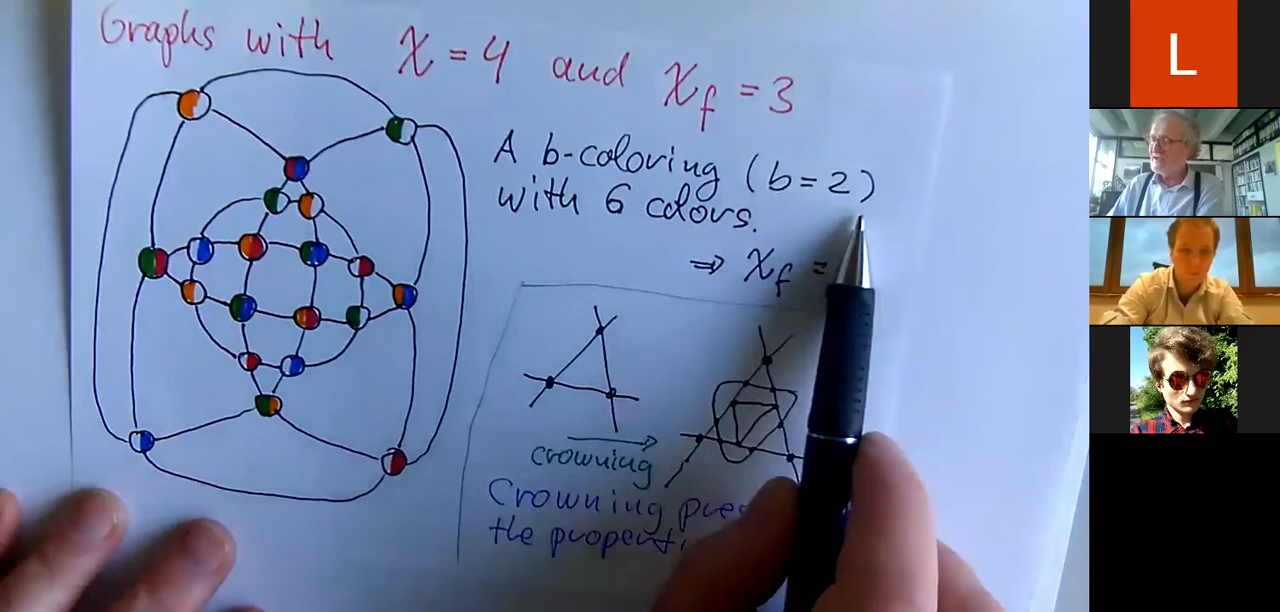 Graphs with χ = 4 and χf = 3
A b-coloring (b=2)
with 6 colors.
⇒ χf =
crowning
Crowning
the
L